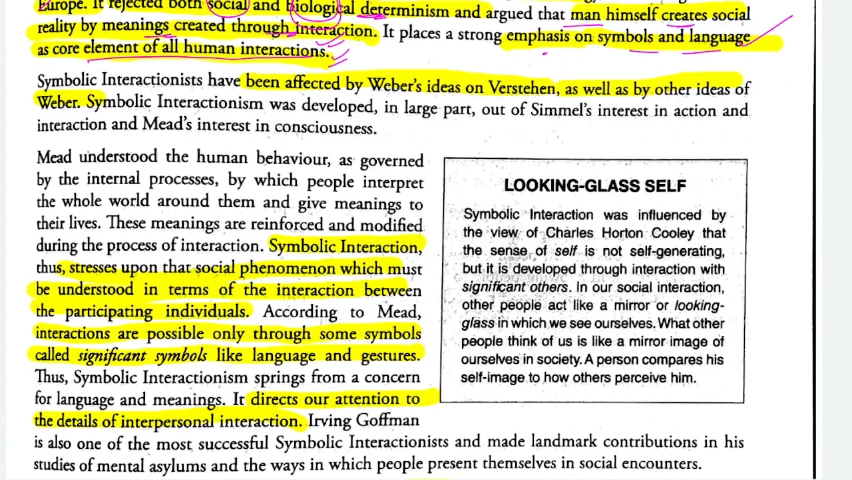 Europe. It rejected both social and Biological determinism and argued that man himself creates social
reality by meanings created through interaction. It places a strong emphasis on symbols and language
as core element of all human interactions.
Symbolic Interactionists have been affected by Weber's ideas on Verstehen, as well as by other ideas of
Weber. Symbolic Interactionism was developed, in large part, out of Simmel's interest in action and
interaction and Mead's interest in consciousness.
Mead understood the human behaviour, as governed
by the internal processes, by which people interpret
the whole world around them and give meanings to
their lives. These meanings are reinforced and modified
during the process of interaction. Symbolic Interaction,
thus, stresses upon that social phenomenon which must
be understood in terms of the interaction between
the participating individuals. According to Mead,
interactions are possible only through some symbols
called significant symbols like language and gestures.
Thus, Symbolic Interactionism springs from a concern
for language and meanings. It directs our attention to
the details of interpersonal interaction. Irving Goffman
is also one of the most successful Symbolic Interactionists and made landmark contributions in his
studies of mental asylums and the ways in which people present themselves in social encounters.
LOOKING-GLASS SELF
Symbolic Interaction was influenced by
the view of Charles Horton Cooley that
the sense of self is not self-generating,
but it is developed through interaction with
significant others. In our social interaction,
other people act like a mirror or looking-
glass in which we see ourselves. What other
people think of us is like a mirror image of
ourselves in society. A person compares his
self-image to how others perceive him.